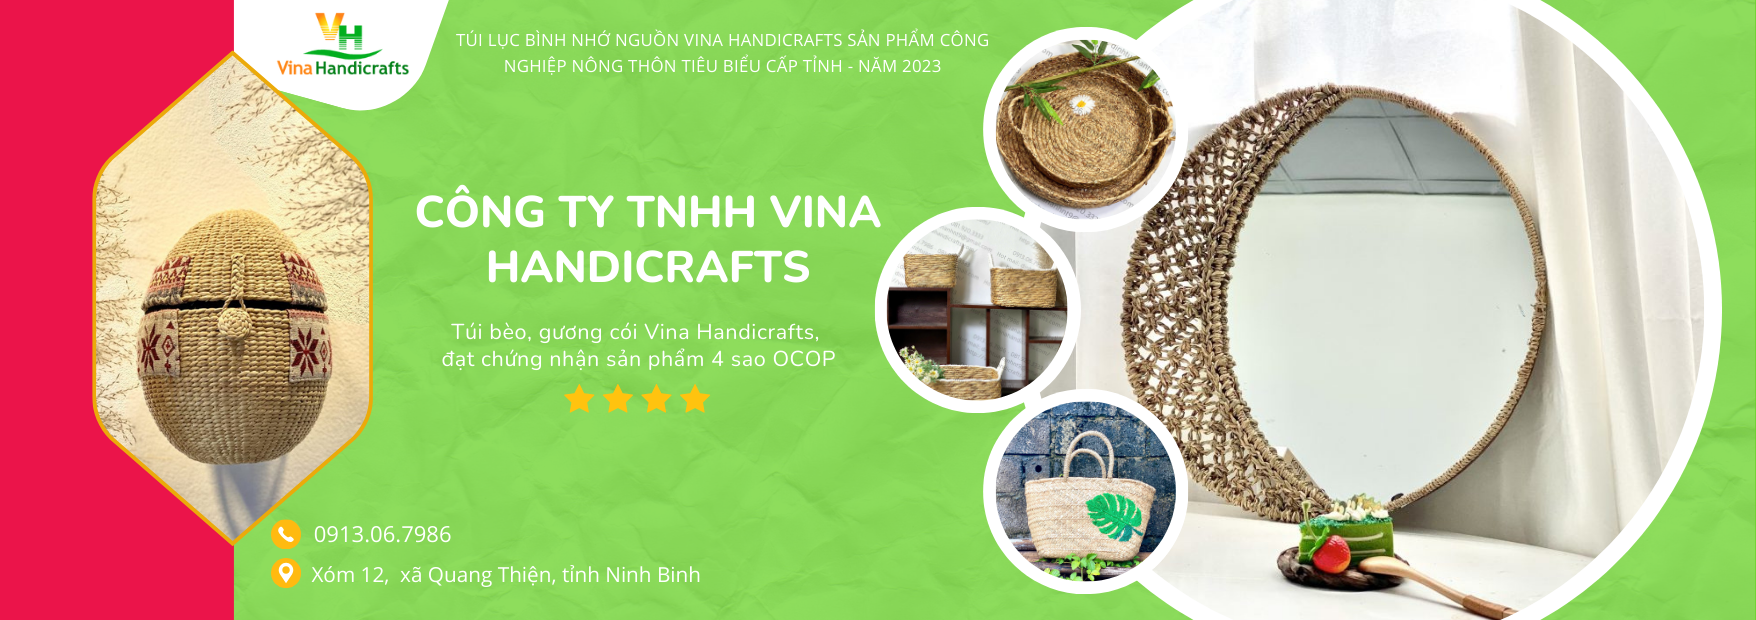 VH
Vina Handicrafts
TÚI LỤC BÌNH NHỚ NGUỒN VINA HANDICRAFTS SẢN PHẨM CÔNG
NGHIỆP NÔNG THÔN TIÊU BIỂU CẤP TỈNH - NĂM 2023
CÔNG TY TNHH VINA
HANDICRAFTS
Túi bèo, gương cói Vina Handicrafts,
đạt chứng nhận sản phẩm 4 sao OCOP
0913.06.7986
Xóm 12, xã Quang Thiện, tỉnh Ninh Binh